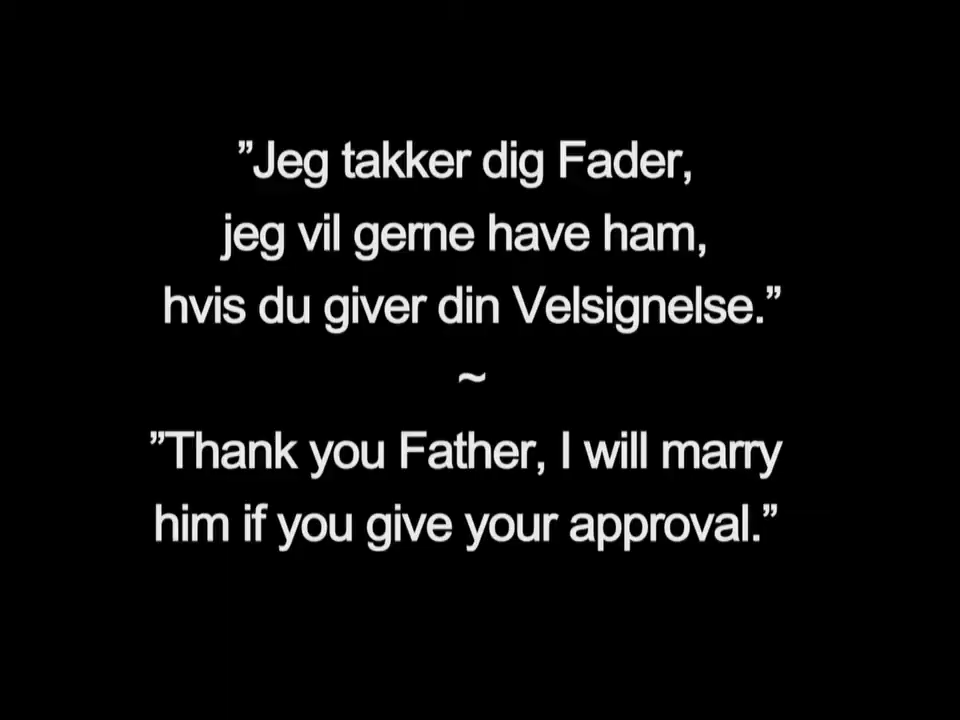 ”Jeg takker dig Fader,
jeg vil gerne have ham,
hvis du giver din Velsignelse.”
~
”Thank you Father, I will marry
him if you give your approval.”